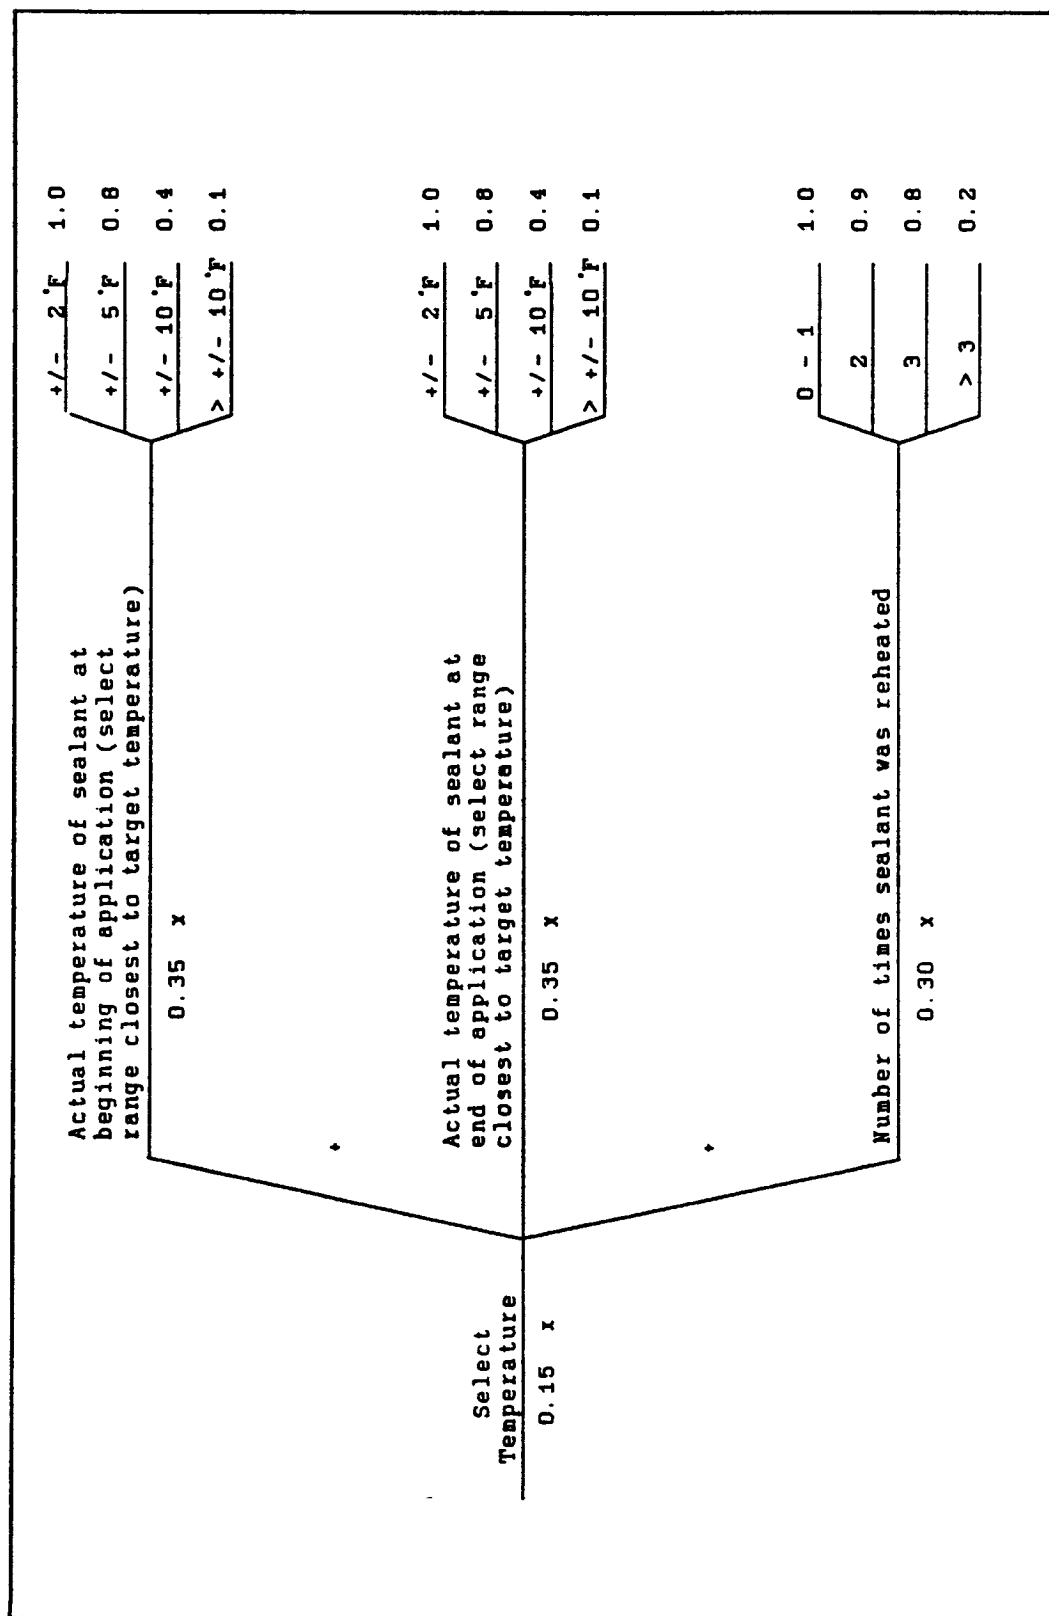 Select
Temperature
0.15 x
Actual temperature of sealant at
beginning of application (select
range closest to target temperature)
0.35 x
+/- 2°F 1.0
+/- 5°F 0.8
+/- 10°F 0.4
> +/- 10°F 0.1
+
Actual temperature of sealant at
end of application (select range
closest to target temperature)
0.35 x
+/- 2°F 1.0
+/- 5°F 0.8
+/- 10°F 0.4
> +/- 10°F 0.1
+
Number of times sealant was reheated
0.30 x
0 - 1 1.0
2 0.9
3 0.8
> 3 0.2